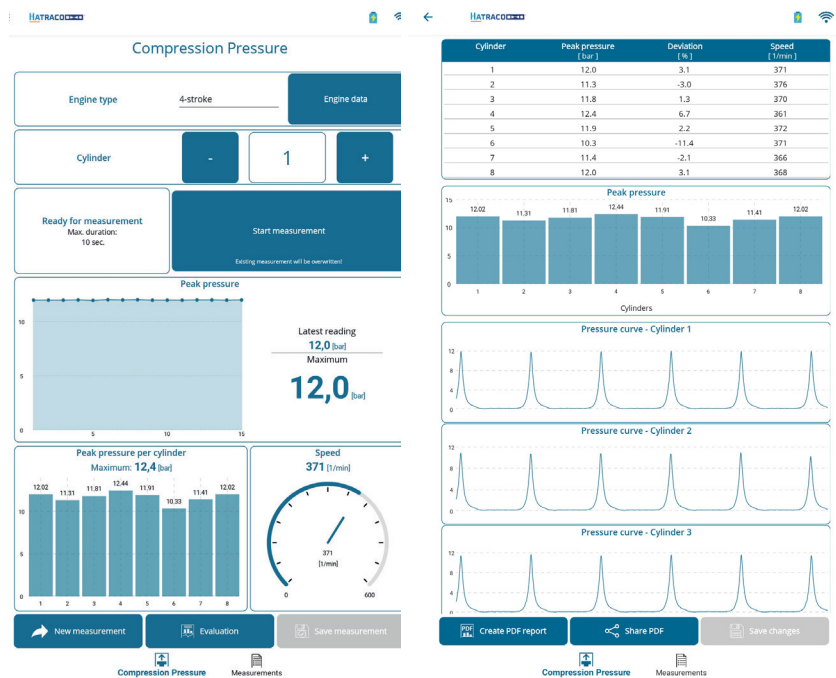 HATRACO
Compression Pressure
Engine type
4-stroke
Engine data
Cylinder
-
1
+
Ready for measurement
Max. duration:
10 sec.
Start measurement
Existing measurement will be overwritten!
Peak pressure
10
5
0
5 10 15
Latest reading
12,0 [bar]
Maximum
12,0 [bar]
Peak pressure per cylinder
Maximum: 12,4 [bar]
12.02 11.31 11.81 12.44 11.91 10.33 11.41 12.02
10
5
0
1 2 3 4 5 6 7 8
Speed
371 [1/min]
371
[1/min]
0 600
New measurement
Evaluation
Save measurement
Compression Pressure
Measurements
HATRACO
Cylinder Peak pressure Deviation Speed
[ bar ] [ % ] [ 1/min ]
1 12.0 3.1 371
2 11.3 -3.0 376
3 11.8 1.3 370
4 12.4 6.7 361
5 11.9 2.2 372
6 10.3 -11.4 371
7 11.4 -2.1 366
8 12.0 3.1 368
Peak pressure
15
12.02 11.31 11.81 12.44 11.91 10.33 11.41 12.02
10
5
0
1 2 3 4 5 6 7 8
Cylinders
Pressure curve - Cylinder 1
12
8
4
0
Pressure curve - Cylinder 2
12
8
4
0
Pressure curve - Cylinder 3
12
8
4
0
PDF
Create PDF report
Share PDF
Save changes
Compression Pressure
Measurements